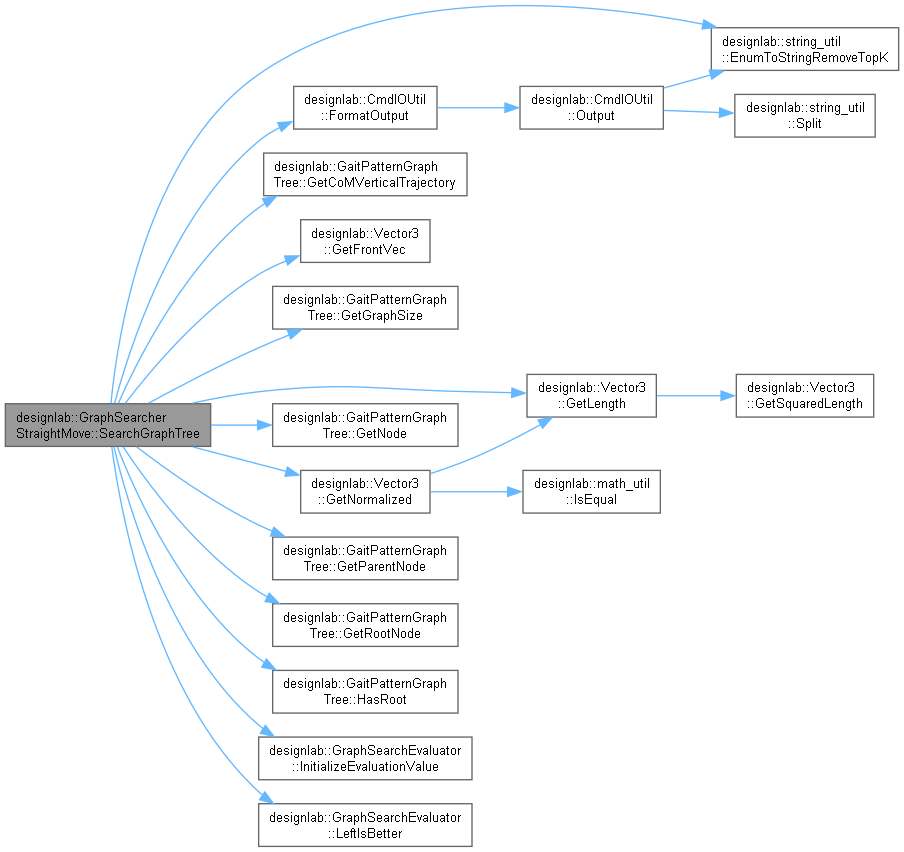 designlab::string_util
::EnumToStringRemoveTopK
designlab::CmdIOUtil
::FormatOutput
designlab::CmdIOUtil
::Output
designlab::string_util
::Split
designlab::GaitPatternGraph
Tree::GetCoMVerticalTrajectory
designlab::Vector3
::GetFrontVec
designlab::GaitPatternGraph
Tree::GetGraphSize
designlab::Vector3
::GetLength
designlab::Vector3
::GetSquaredLength
designlab::GraphSearcher
StraightMove::SearchGraphTree
designlab::GaitPatternGraph
Tree::GetNode
designlab::Vector3
::GetNormalized
designlab::math_util
::IsEqual
designlab::GaitPatternGraph
Tree::GetParentNode
designlab::GaitPatternGraph
Tree::GetRootNode
designlab::GaitPatternGraph
Tree::HasRoot
designlab::GraphSearchEvaluator
::InitializeEvaluationValue
designlab::GraphSearchEvaluator
::LeftIsBetter